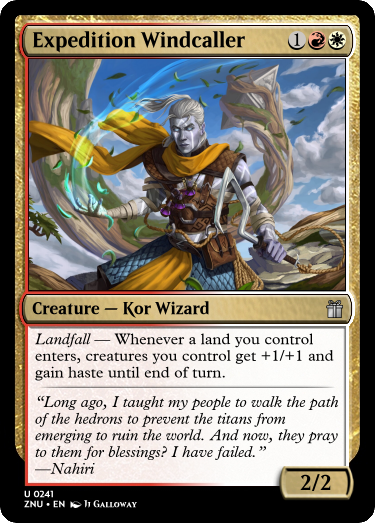 Expedition Windcaller 1
Creature — Kor Wizard
Landfall — Whenever a land you control
enters, creatures you control get +1/+1 and
gain haste until end of turn.
“Long ago, I taught my people to walk the path
of the hedrons to prevent the titans from
emerging to ruin the world. And now, they pray
to them for blessings? I have failed.”
—Nahiri
2/2
U 0241
ZNU • EN Jt Galloway